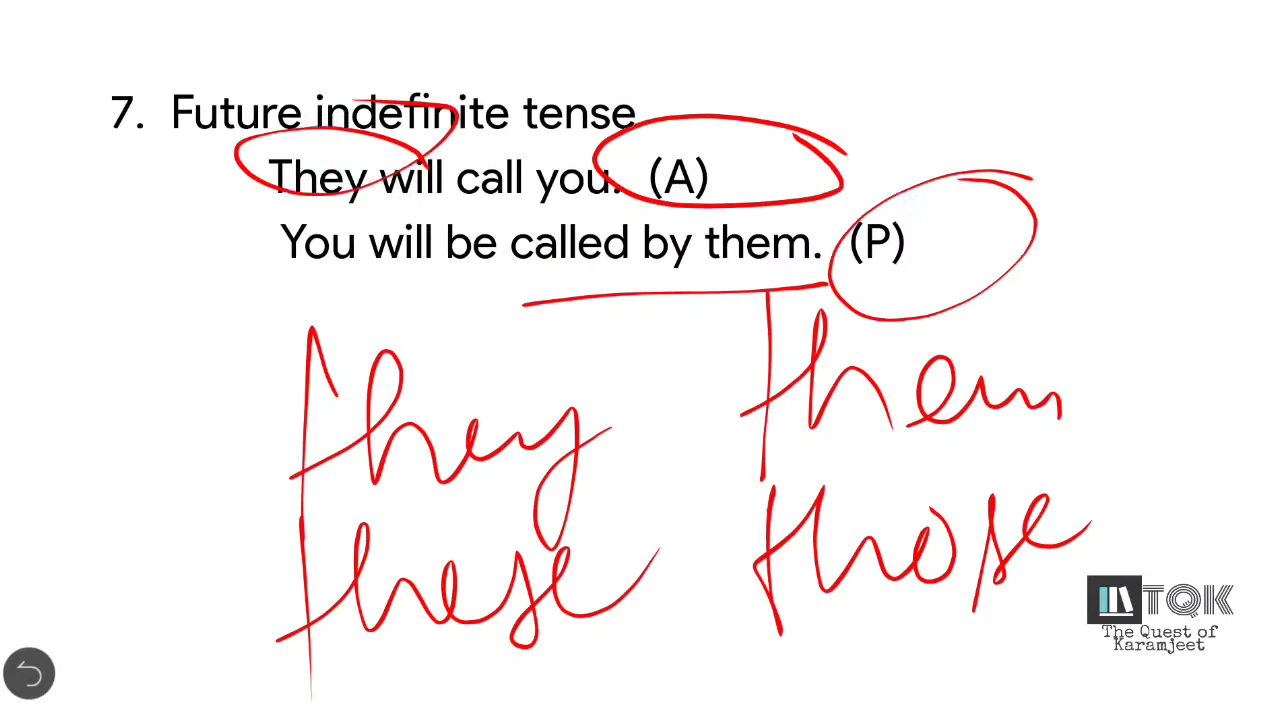 7. Future indefinite tense
They will call you. (A)
You will be called by them. (P)
they them
these those
TQK
The Quest of
Karamjeet